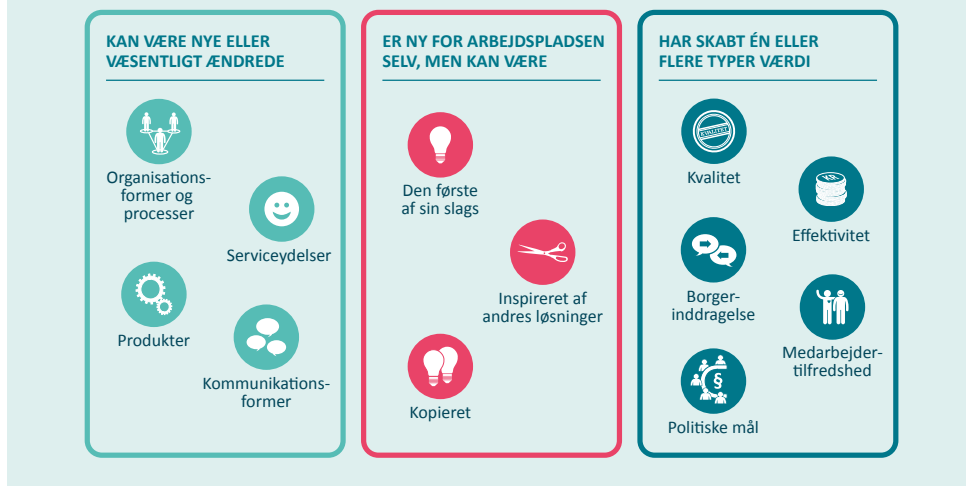 KAN VÆRE NYE ELLER
VÆSENTLIGT ÆNDREDE
Organisations-
former og
processer
Serviceydelser
Produkter
Kommunikations-
former
ER NY FOR ARBEJDSPLADSEN
SELV, MEN KAN VÆRE
Den første
af sin slags
Inspireret af
andres løsninger
Kopieret
HAR SKABT ÉN ELLER
FLERE TYPER VÆRDI
KVALITET
Kvalitet
KR.
Effektivitet
Borger-
inddragelse
Medarbejder-
tilfredshed
§
Politiske mål